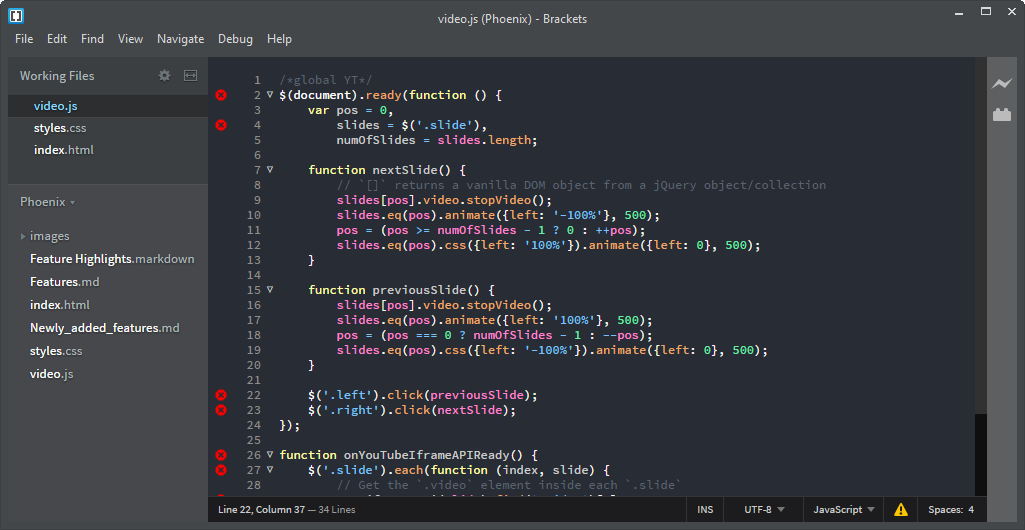 video.js (Phoenix) - Brackets
File Edit Find View Navigate Debug Help
Working Files
video.js
styles.css
index.html
Phoenix
images
Feature Highlights.markdown
Features.md
index.html
Newly_added_features.md
styles.css
video.js
1 /*global YT*/
2 $(document).ready(function () {
3 var pos = 0,
4 slides = $('.slide'),
5 numOfSlides = slides.length;
6
7 function nextSlide() {
8 // `[]` returns a vanilla DOM object from a jQuery object/collection
9 slides[pos].video.stopVideo();
10 slides.eq(pos).animate({left: '-100%'}, 500);
11 pos = (pos >= numOfSlides - 1 ? 0 : ++pos);
12 slides.eq(pos).css({left: '100%'}).animate({left: 0}, 500);
13 }
14
15 function previousSlide() {
16 slides[pos].video.stopVideo();
17 slides.eq(pos).animate({left: '100%'}, 500);
18 pos = (pos === 0 ? numOfSlides - 1 : --pos);
19 slides.eq(pos).css({left: '-100%'}).animate({left: 0}, 500);
20 }
21
22 $('.left').click(previousSlide);
23 $('.right').click(nextSlide);
24 });
25
26 function onYouTubeIframeAPIReady() {
27 $('.slide').each(function (index, slide) {
28 // Get the `.video` element inside each `.slide`
Line 22, Column 37 — 34 Lines INS UTF-8 JavaScript Spaces: 4